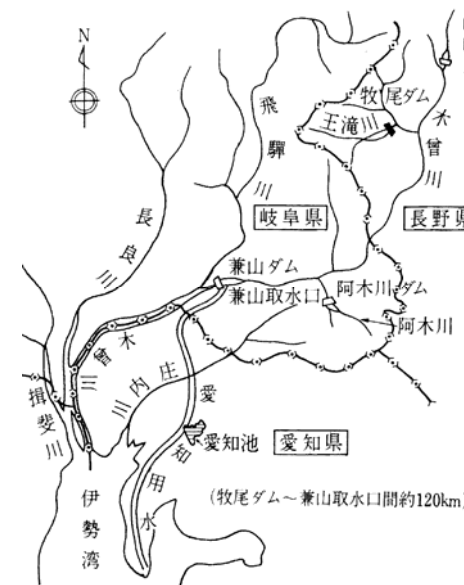 N
牧尾ダム
王滝川
木曾川
飛驒川
長良川
岐阜県
長野県
兼山ダム
兼山取水口
阿木川ダム
阿木川
木曾川
庄内川
揖斐川
愛知用水
愛知池
愛知県
伊勢湾
(牧尾ダム～兼山取水口間約120km)